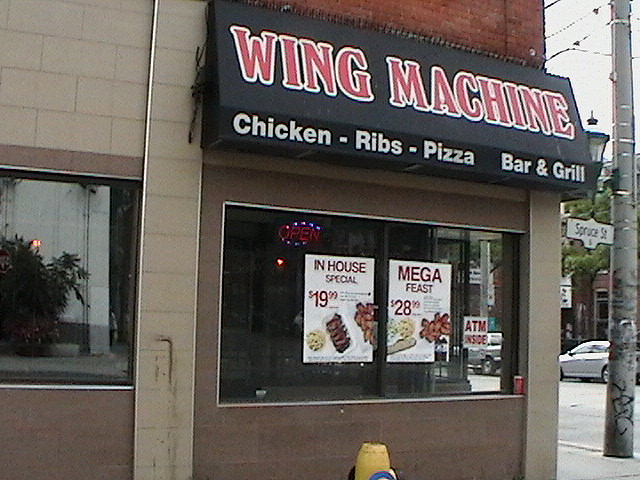 WING MACHINE
Chicken - Ribs - Pizza Bar & Grill
OPEN
Spruce St
IN HOUSE
SPECIAL
$19.99
MEGA
FEAST
$28.99
ATM
INSIDE